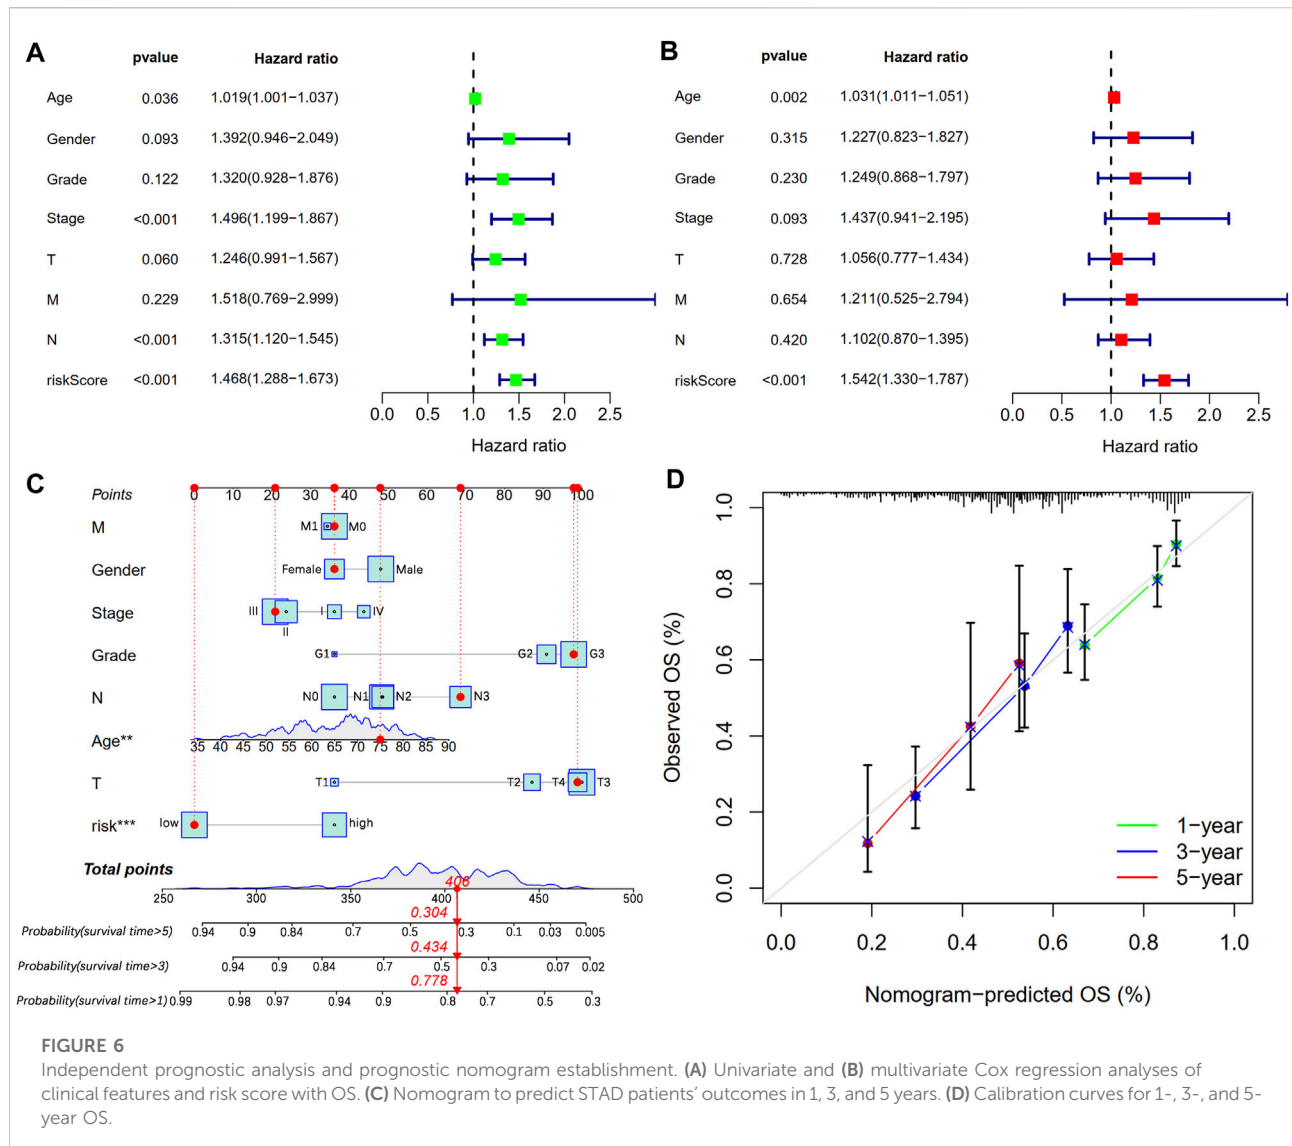 A
pvalue Hazard ratio
Age 0.036 1.019(1.001−1.037)
Gender 0.093 1.392(0.946−2.049)
Grade 0.122 1.320(0.928−1.876)
Stage <0.001 1.496(1.199−1.867)
T 0.060 1.246(0.991−1.567)
M 0.229 1.518(0.769−2.999)
N <0.001 1.315(1.120−1.545)
riskScore <0.001 1.468(1.288−1.673)
0.0 0.5 1.0 1.5 2.0 2.5
Hazard ratio
B
pvalue Hazard ratio
Age 0.002 1.031(1.011−1.051)
Gender 0.315 1.227(0.823−1.827)
Grade 0.230 1.249(0.868−1.797)
Stage 0.093 1.437(0.941−2.195)
T 0.728 1.056(0.777−1.434)
M 0.654 1.211(0.525−2.794)
N 0.420 1.102(0.870−1.395)
riskScore <0.001 1.542(1.330−1.787)
0.0 0.5 1.0 1.5 2.0 2.5
Hazard ratio
C
Points 0 10 20 30 40 50 60 70 80 90 100
M M1 M0
Gender Female Male
Stage III II I IV
Grade G1 G2 G3
N N0 N1 N2 N3
Age**
35 40 45 50 55 60 65 70 75 80 85 90
T T1 T2 T4 T3
risk*** low high
Total points
406
250 300 350 400 450 500
0.304
Probability(survival time>5) 0.94 0.9 0.84 0.7 0.5 0.3 0.1 0.03 0.005
0.434
Probability(survival time>3) 0.94 0.9 0.84 0.7 0.5 0.3 0.07 0.02
0.778
Probability(survival time>1) 0.99 0.98 0.97 0.94 0.9 0.8 0.7 0.5 0.3
D
Observed OS (%)
0.0 0.2 0.4 0.6 0.8 1.0
1−year
3−year
5−year
0.0 0.2 0.4 0.6 0.8 1.0
Nomogram−predicted OS (%)
FIGURE 6
Independent prognostic analysis and prognostic nomogram establishment. (A) Univariate and (B) multivariate Cox regression analyses of
clinical features and risk score with OS. (C) Nomogram to predict STAD patients' outcomes in 1, 3, and 5 years. (D) Calibration curves for 1-, 3-, and 5-
year OS.